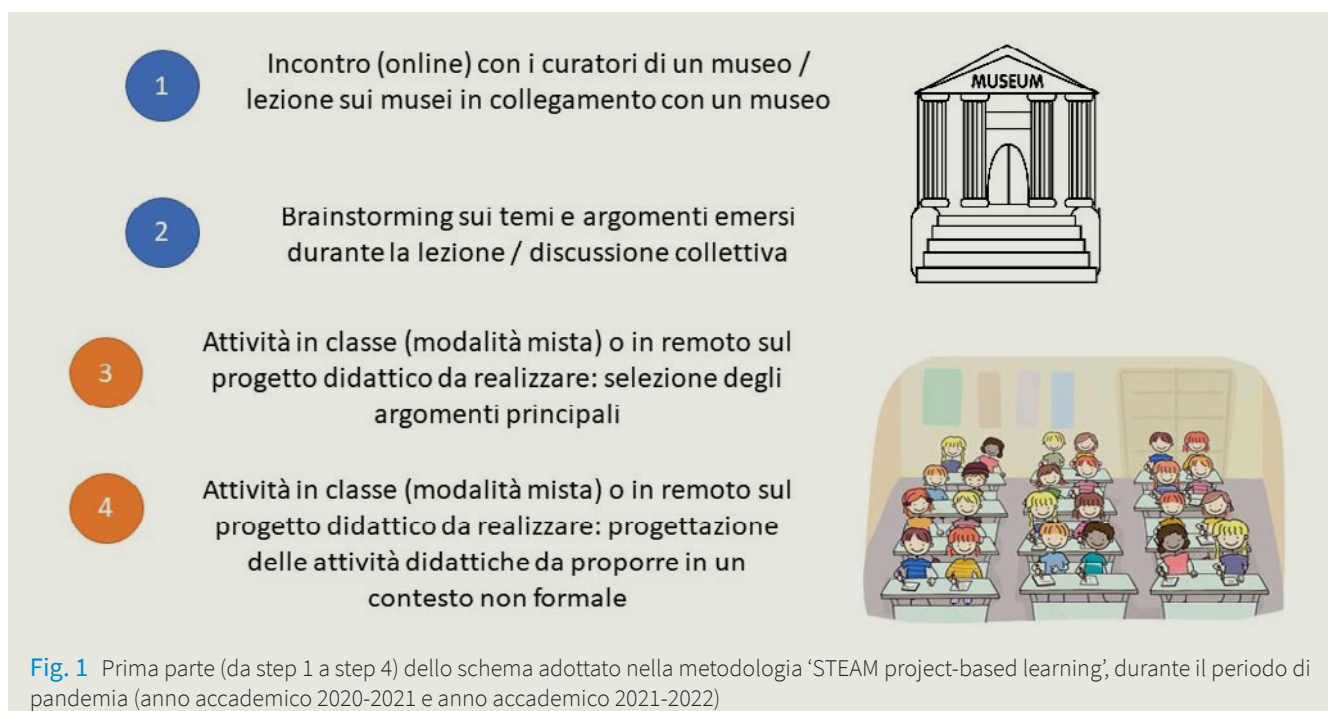 1
Incontro (online) con i curatori di un museo /
lezione sui musei in collegamento con un museo
MUSEUM
2
Brainstorming sui temi e argomenti emersi
durante la lezione / discussione collettiva
3
Attività in classe (modalità mista) o in remoto sul
progetto didattico da realizzare: selezione degli
argomenti principali
4
Attività in classe (modalità mista) o in remoto sul
progetto didattico da realizzare: progettazione
delle attività didattiche da proporre in un
contesto non formale
Fig. 1 Prima parte (da step 1 a step 4) dello schema adottato nella metodologia ‘STEAM project-based learning’, durante il periodo di
pandemia (anno accademico 2020-2021 e anno accademico 2021-2022)